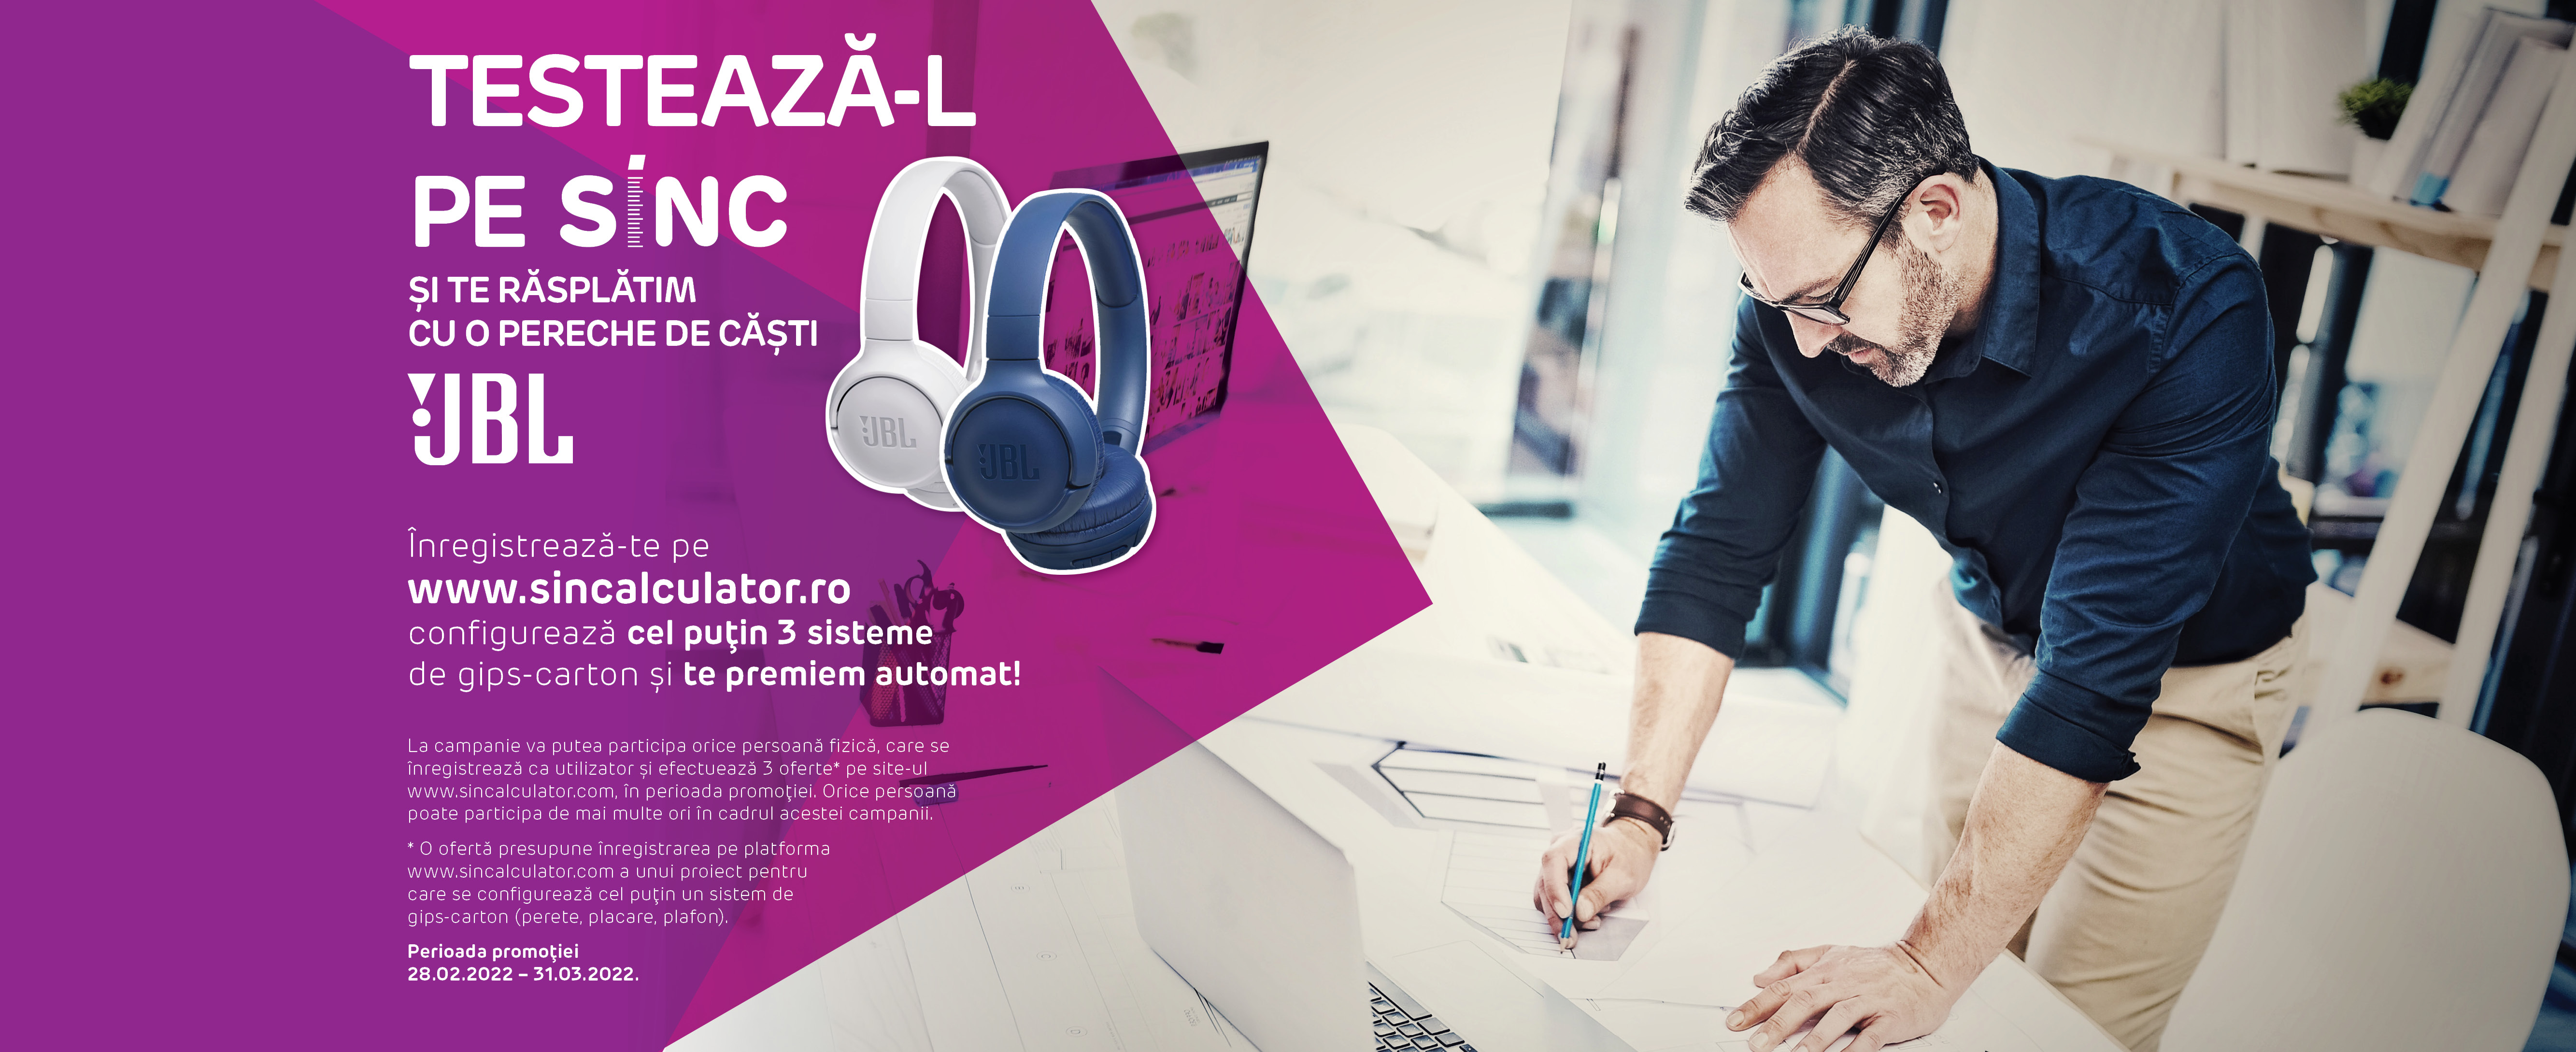 TESTEAZĂ-L
PE SINC
ȘI TE RĂSPLĂTIM
CU O PERECHE DE CĂȘTI
JBL
JBL
JBL
Înregistrează-te pe
www.sincalculator.ro
configurează cel puţin 3 sisteme
de gips-carton și te premiem automat!
La campanie va putea participa orice persoană fizică, care se
înregistrează ca utilizator și efectuează 3 oferte* pe site-ul
www.sincalculator.com, în perioada promoţiei. Orice persoană
poate participa de mai multe ori în cadrul acestei campanii.
* O ofertă presupune înregistrarea pe platforma
www.sincalculator.com a unui proiect pentru
care se configurează cel puţin un sistem de
gips-carton (perete, placare, plafon).
Perioada promoţiei
28.02.2022 – 31.03.2022.